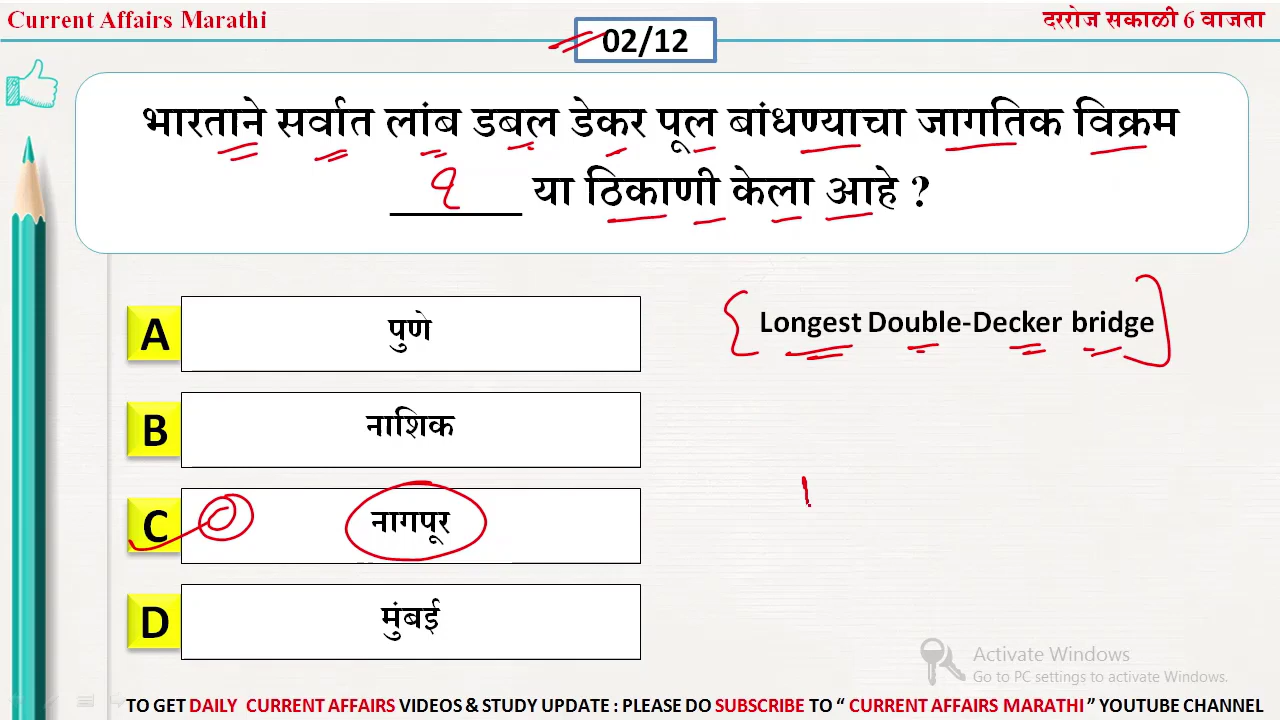 Current Affairs Marathi
दररोज सकाळी 6 वाजता
02/12
भारताने सर्वात लांब डबल डेकर पूल बांधण्याचा जागतिक विक्रम
________ या ठिकाणी केला आहे ?
A पुणे
Longest Double-Decker bridge
B नाशिक
C नागपूर
D मुंबई
Activate Windows
Go to PC settings to activate Windows.
TO GET DAILY CURRENT AFFAIRS VIDEOS & STUDY UPDATE : PLEASE DO SUBSCRIBE TO “ CURRENT AFFAIRS MARATHI ” YOUTUBE CHANNEL